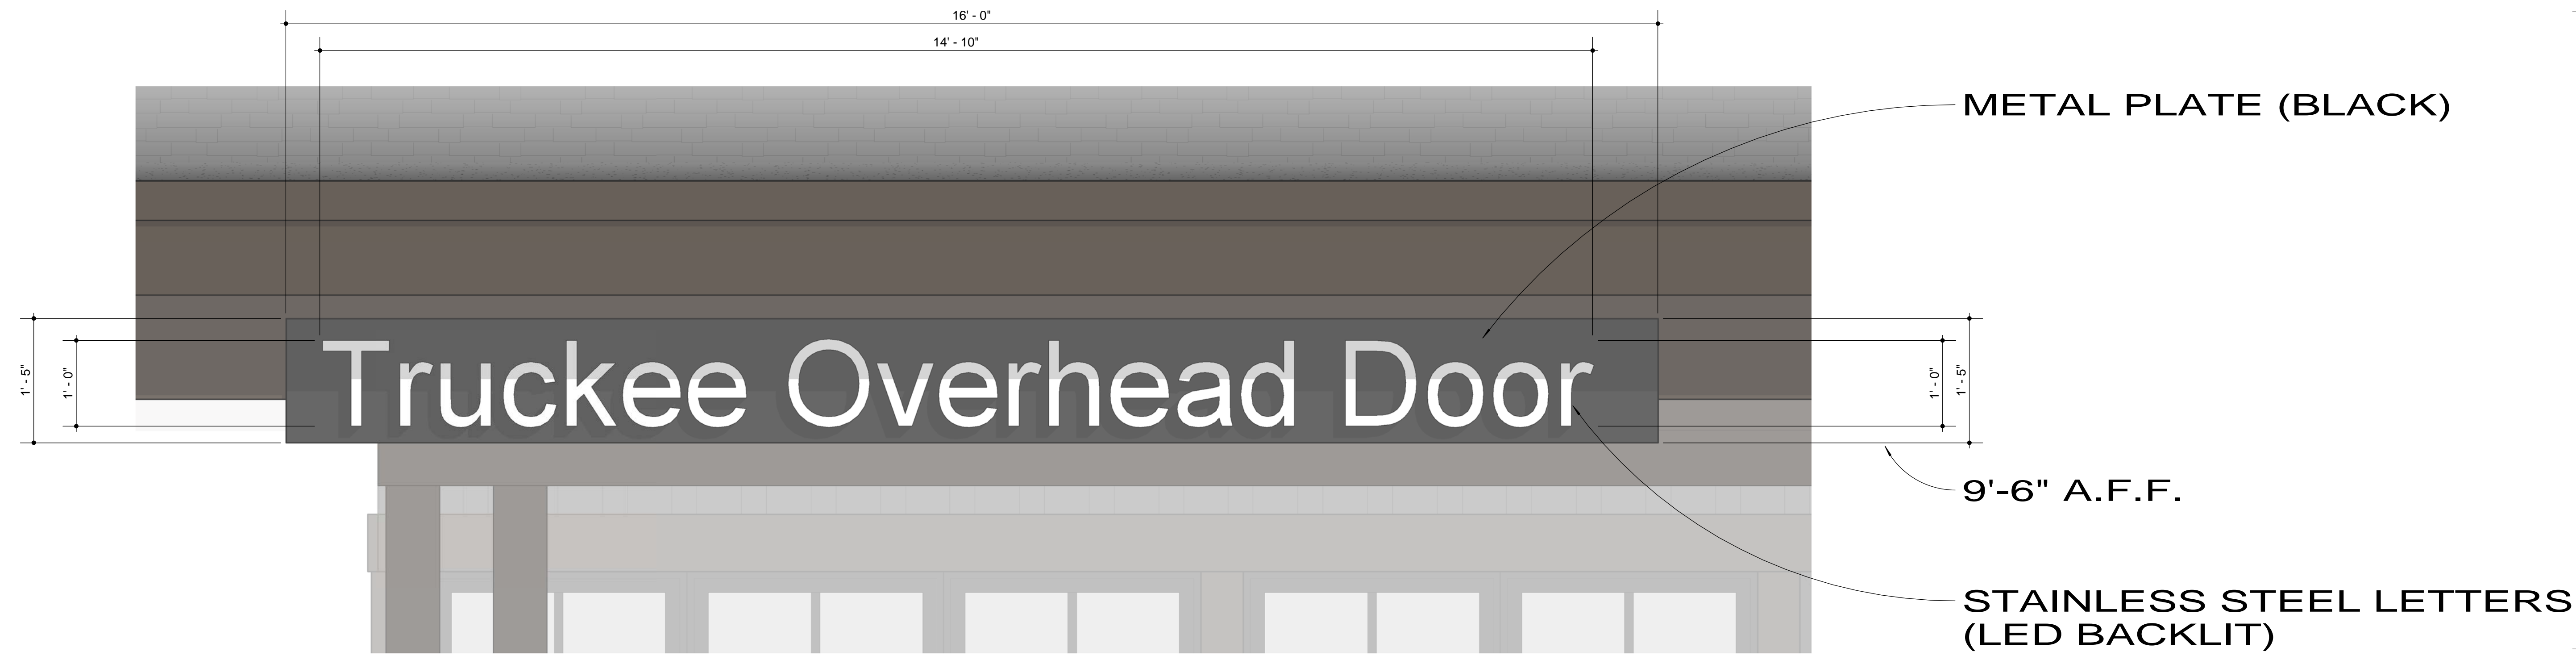 16' - 0"
14' - 10"
METAL PLATE (BLACK)
1' - 5"
1' - 0"
Truckee Overhead Door
1' - 0"
1' - 5"
9'-6" A.F.F.
STAINLESS STEEL LETTERS
(LED BACKLIT)